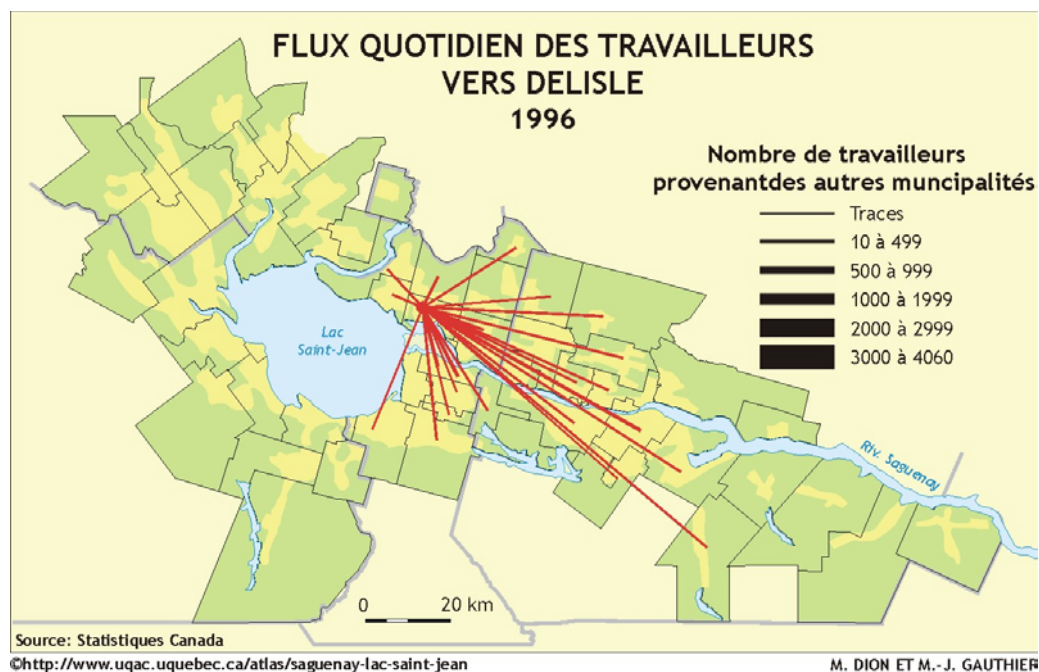 FLUX QUOTIDIEN DES TRAVAILLEURS
VERS DELISLE
1996
Nombre de travailleurs
provenantdes autres muncipalités
Traces
10 à 499
500 à 999
1000 à 1999
2000 à 2999
3000 à 4060
Lac
Saint-Jean
Riv. Saguenay
0 20 km
Source: Statistiques Canada
©http://www.uqac.uquebec.ca/atlas/saguenay-lac-saint-jean
M. DION ET M.- J. GAUTHIER